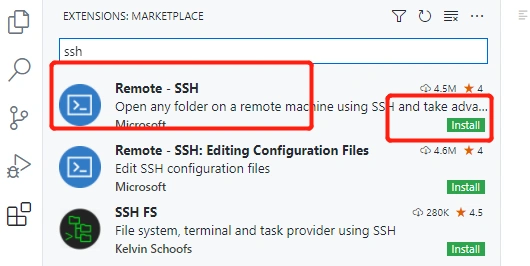 EXTENSIONS: MARKETPLACE
ssh
Remote - SSH 4.5M 4
Open any folder on a remote machine using SSH and take adva...
Microsoft Install
Remote - SSH: Editing Configuration Files 4.6M 4
Edit SSH configuration files
Microsoft Install
SSH FS 280K 4.5
File system, terminal and task provider using SSH
Kelvin Schoofs Install